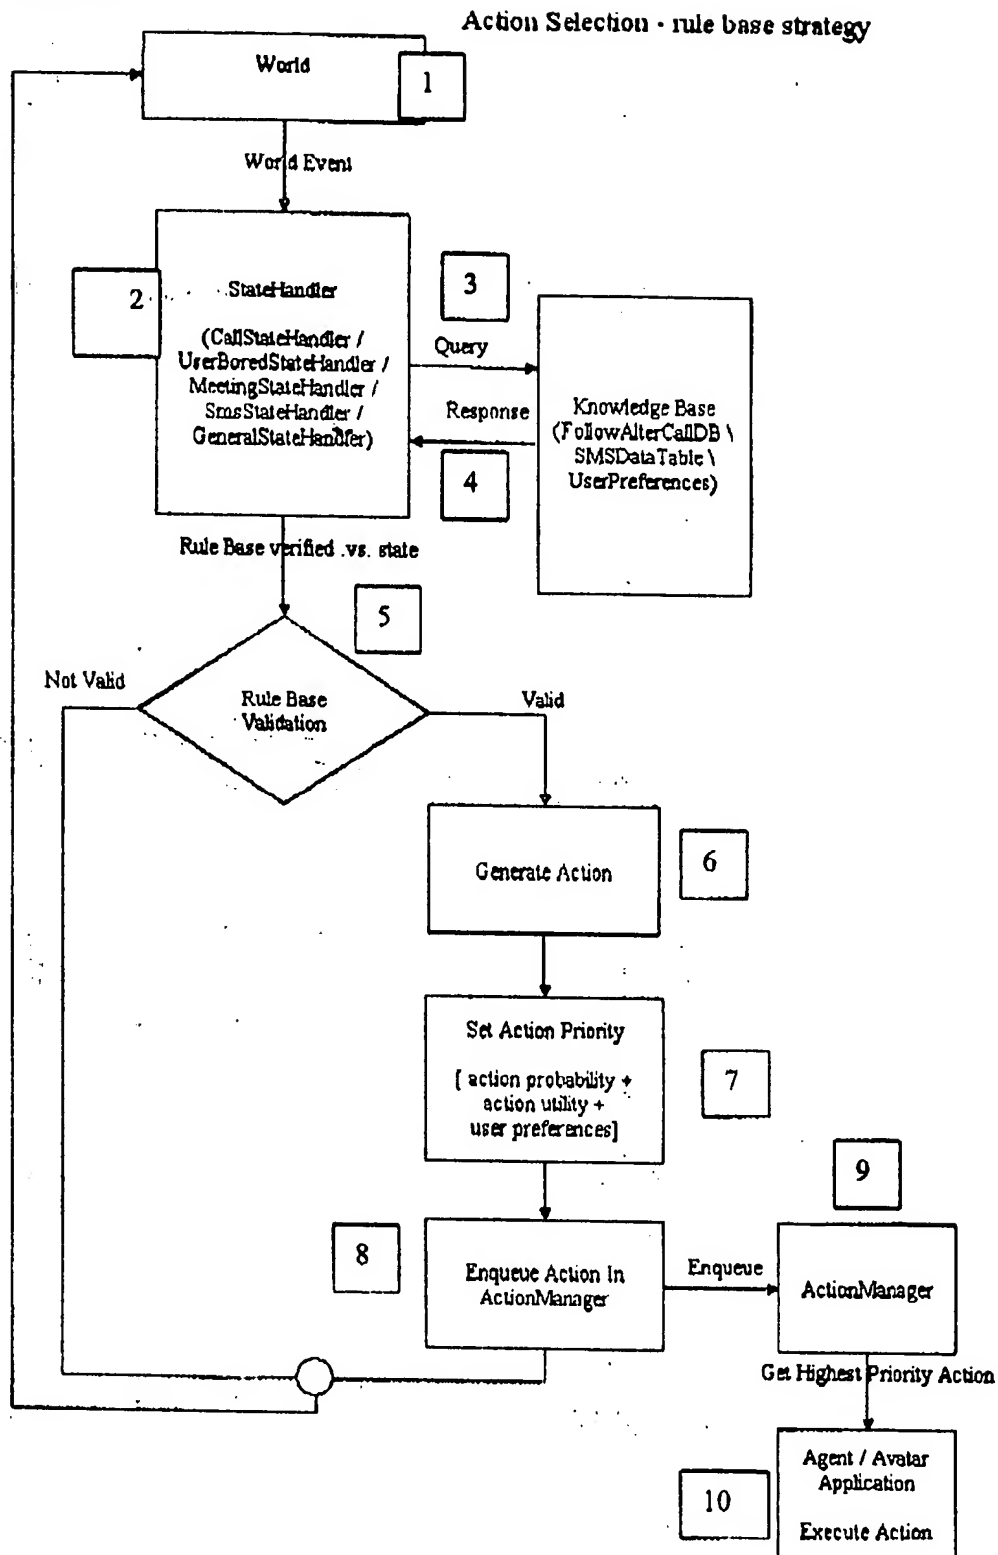 Action Selection - rule base strategy
World
1
World Event
2
StateHandler
(CallStateHandler /
UserBoredStateHandler /
MeetingStateHandler /
SmsStateHandler /
GeneralStateHandler)
3
Query
Response
4
Knowledge Base
(FollowAlterCallDB \
SMSDataTable \
UserPreferences)
Rule Base verified .vs. state
5
Not Valid
Rule Base
Validation
Valid
Generate Action
6
Set Action Priority
[ action probability +
action utility +
user preferences]
7
8
Enqueue Action In
ActionManager
Enqueue
9
ActionManager
Get Highest Priority Action
10
Agent / Avatar
Application
Execute Action